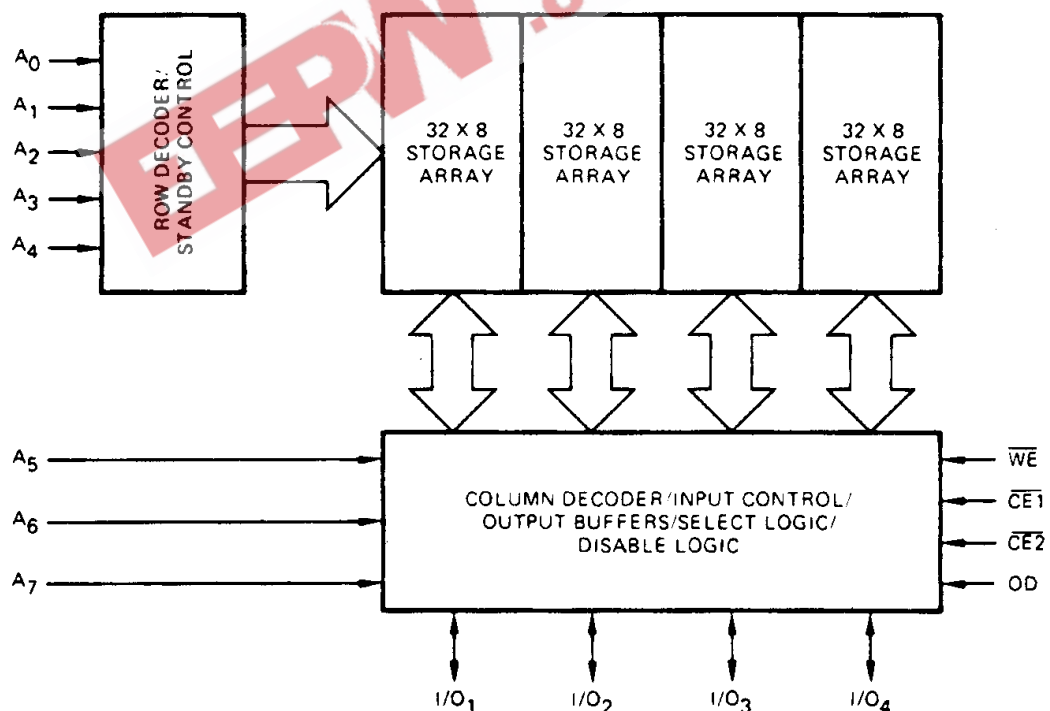 EEPW.
A0
A1
A2
A3
A4
ROW DECODER/
STANDBY CONTROL
32 X 8
STORAGE
ARRAY
32 X 8
STORAGE
ARRAY
32 X 8
STORAGE
ARRAY
32 X 8
STORAGE
ARRAY
A5
A6
A7
COLUMN DECODER/INPUT CONTROL/
OUTPUT BUFFERS/SELECT LOGIC/
DISABLE LOGIC
WE
CE1
CE2
OD
I/O1
I/O2
I/O3
I/O4